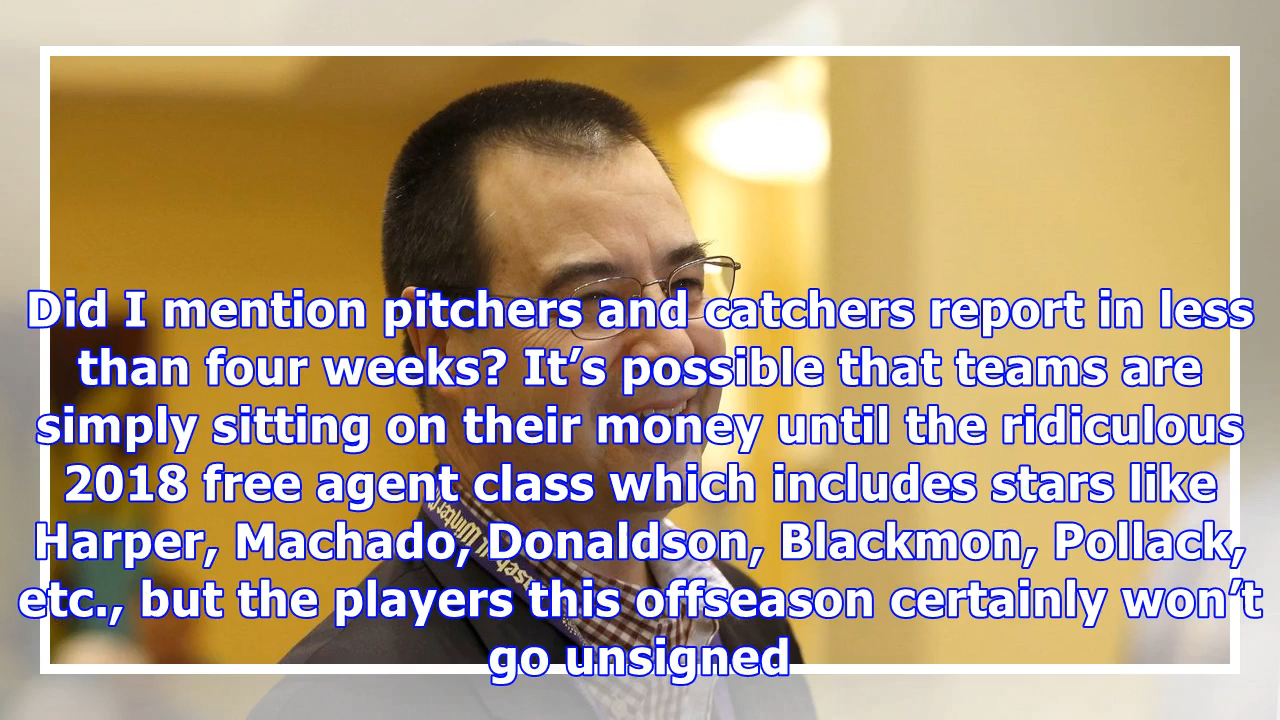 Did I mention pitchers and catchers report in less
than four weeks? It’s possible that teams are
simply sitting on their money until the ridiculous
2018 free agent class which includes stars like
Harper, Machado, Donaldson, Blackmon, Pollack,
etc., but the players this offseason certainly won’t
go unsigned
Winter